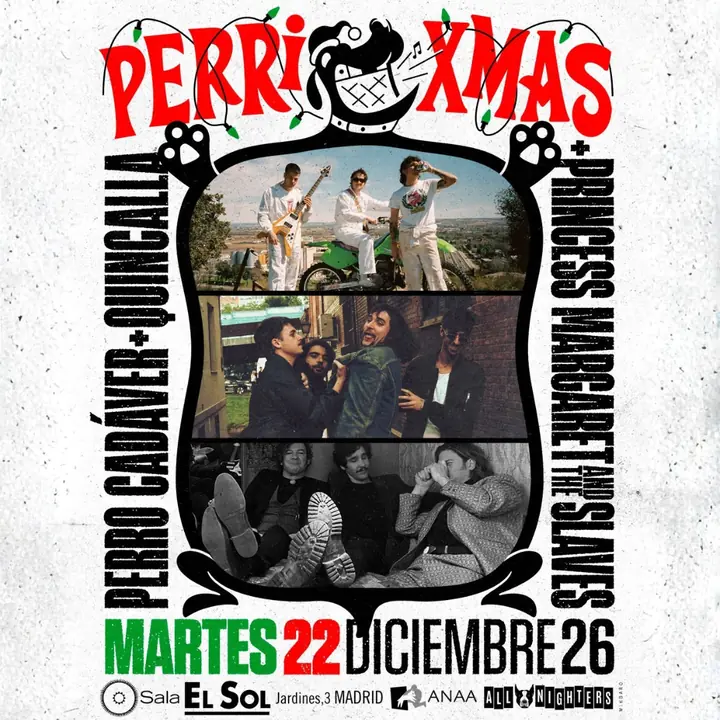 PERRi XMAS
PERRO CADÁVER + QUINCALLA
+ PRINCESS MARGARET AND THE SLAVES
MARTES 22 DICIEMBRE 26
Sala EL SOL Jardines,3 MADRID ANAA ALL NIGHTERS
MINDARO